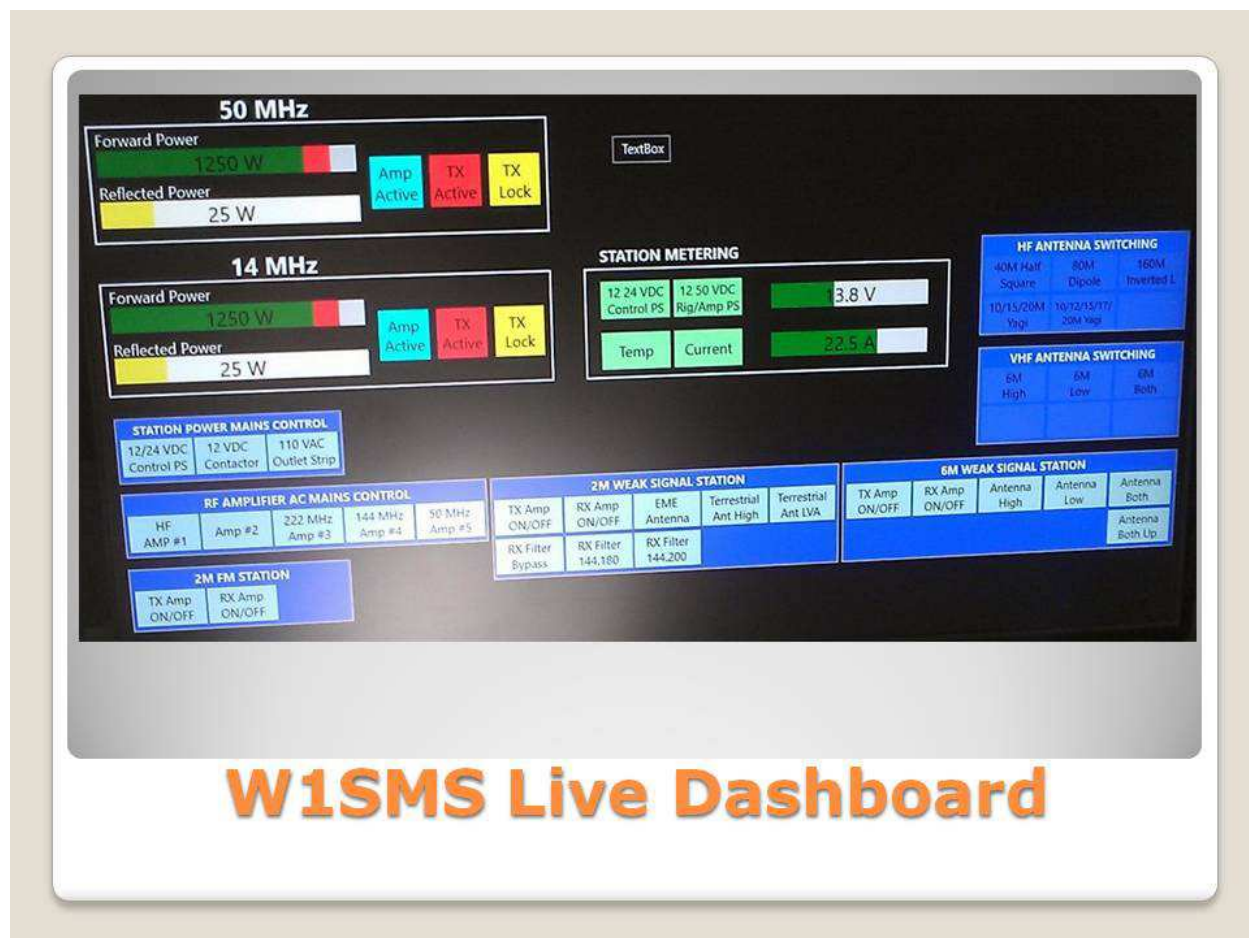 50 MHz
Forward Power
1250 W
Reflected Power
25 W
Amp
Active
TX
Active
TX
Lock
TextBox
14 MHz
Forward Power
1250 W
Reflected Power
25 W
Amp
Active
TX
Active
TX
Lock
STATION METERING
12 24 VDC
Control PS
12 50 VDC
Rig/Amp PS
13.8 V
Temp
Current
22.5 A
HF ANTENNA SWITCHING
40M Half
Square
80M
Dipole
160M
Inverted L
10/15/20M
Yagi
10/12/15/17/
20M Yagi
VHF ANTENNA SWITCHING
6M
High
6M
Low
6M
Both
STATION POWER MAINS CONTROL
12/24 VDC
Control PS
12 VDC
Contactor
110 VAC
Outlet Strip
RF AMPLIFIER AC MAINS CONTROL
HF
AMP #1
Amp #2
222 MHz
Amp #3
144 MHz
Amp #4
50 MHz
Amp #5
2M WEAK SIGNAL STATION
TX Amp
ON/OFF
RX Amp
ON/OFF
EME
Antenna
Terrestrial
Ant High
Terrestrial
Ant LVA
RX Filter
Bypass
RX Filter
144.180
RX Filter
144.200
6M WEAK SIGNAL STATION
TX Amp
ON/OFF
RX Amp
ON/OFF
Antenna
High
Antenna
Low
Antenna
Both
Antenna
Both Up
2M FM STATION
TX Amp
ON/OFF
RX Amp
ON/OFF
W1SMS Live Dashboard